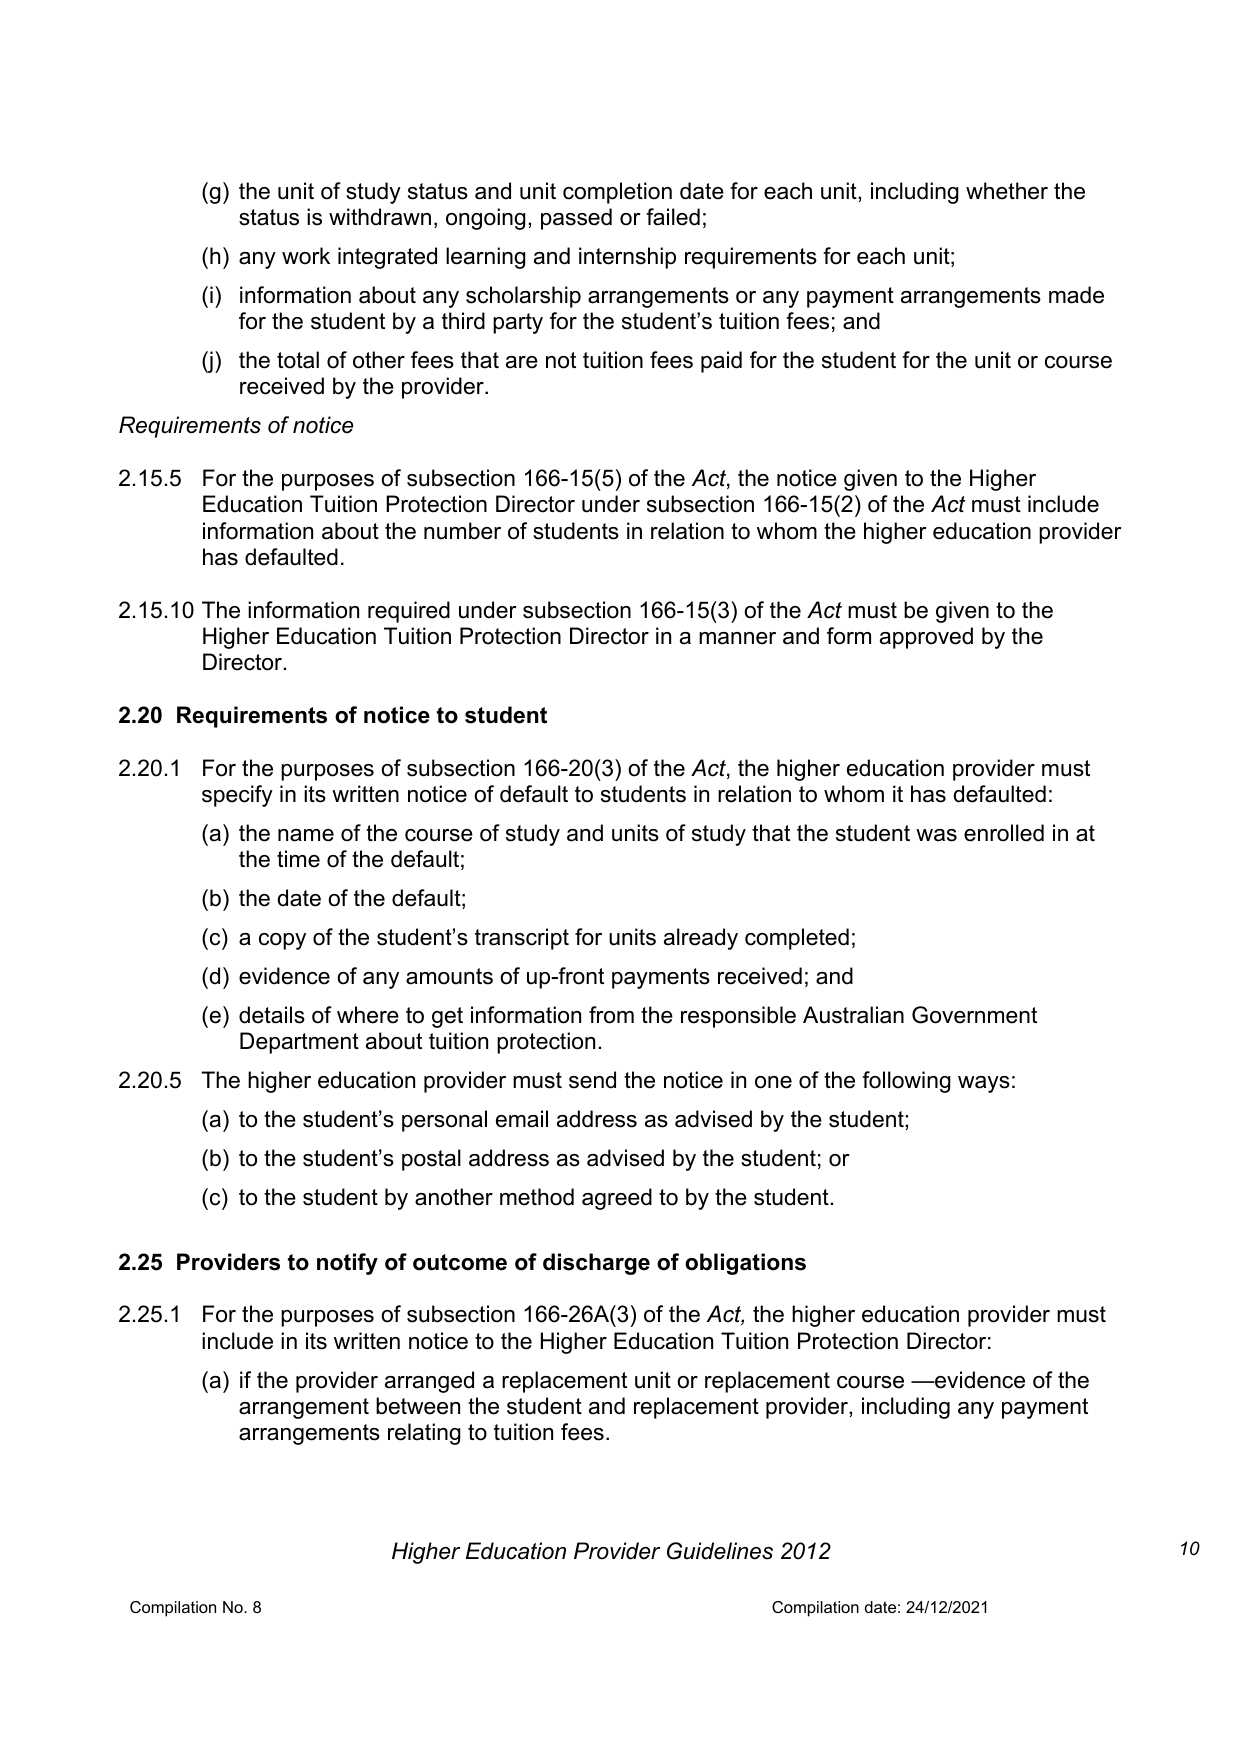 (g) the unit of study status and unit completion date for each unit, including whether the
status is withdrawn, ongoing, passed or failed;
(h) any work integrated learning and internship requirements for each unit;
(i) information about any scholarship arrangements or any payment arrangements made
for the student by a third party for the student’s tuition fees; and
(j) the total of other fees that are not tuition fees paid for the student for the unit or course
received by the provider.
Requirements of notice
2.15.5 For the purposes of subsection 166-15(5) of the Act, the notice given to the Higher
Education Tuition Protection Director under subsection 166-15(2) of the Act must include
information about the number of students in relation to whom the higher education provider
has defaulted.
2.15.10 The information required under subsection 166-15(3) of the Act must be given to the
Higher Education Tuition Protection Director in a manner and form approved by the
Director.
2.20 Requirements of notice to student
2.20.1 For the purposes of subsection 166-20(3) of the Act, the higher education provider must
specify in its written notice of default to students in relation to whom it has defaulted:
(a) the name of the course of study and units of study that the student was enrolled in at
the time of the default;
(b) the date of the default;
(c) a copy of the student’s transcript for units already completed;
(d) evidence of any amounts of up-front payments received; and
(e) details of where to get information from the responsible Australian Government
Department about tuition protection.
2.20.5 The higher education provider must send the notice in one of the following ways:
(a) to the student’s personal email address as advised by the student;
(b) to the student’s postal address as advised by the student; or
(c) to the student by another method agreed to by the student.
2.25 Providers to notify of outcome of discharge of obligations
2.25.1 For the purposes of subsection 166-26A(3) of the Act, the higher education provider must
include in its written notice to the Higher Education Tuition Protection Director:
(a) if the provider arranged a replacement unit or replacement course —evidence of the
arrangement between the student and replacement provider, including any payment
arrangements relating to tuition fees.
Higher Education Provider Guidelines 2012 10
Compilation No. 8 Compilation date: 24/12/2021